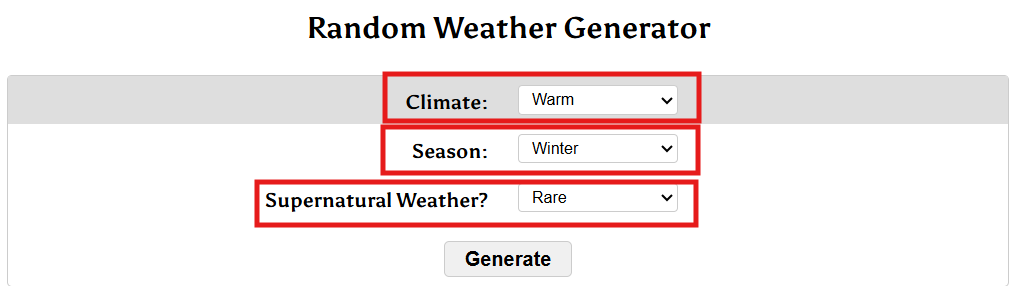 Random Weather Generator
Climate: Warm
Season: Winter
Supernatural Weather? Rare
Generate